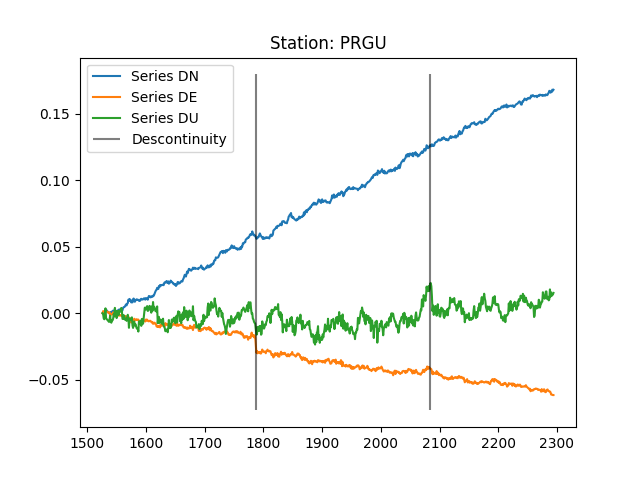 Station: PRGU
Series DN
Series DE
Series DU
Descontinuity
0.15
0.10
0.05
0.00
−0.05
1500 1600 1700 1800 1900 2000 2100 2200 2300